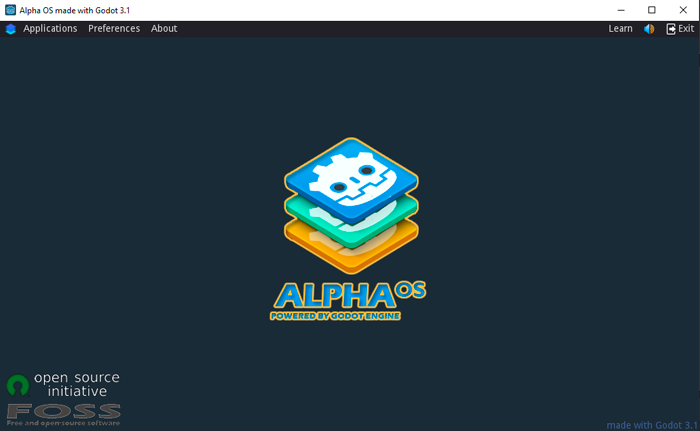 Alpha OS made with Godot 3.1
Applications Preferences About Learn Exit
ALPHA OS
POWERED BY GODOT ENGINE
open source
initiative
FOSS
Free and open-source software
made with Godot 3.1